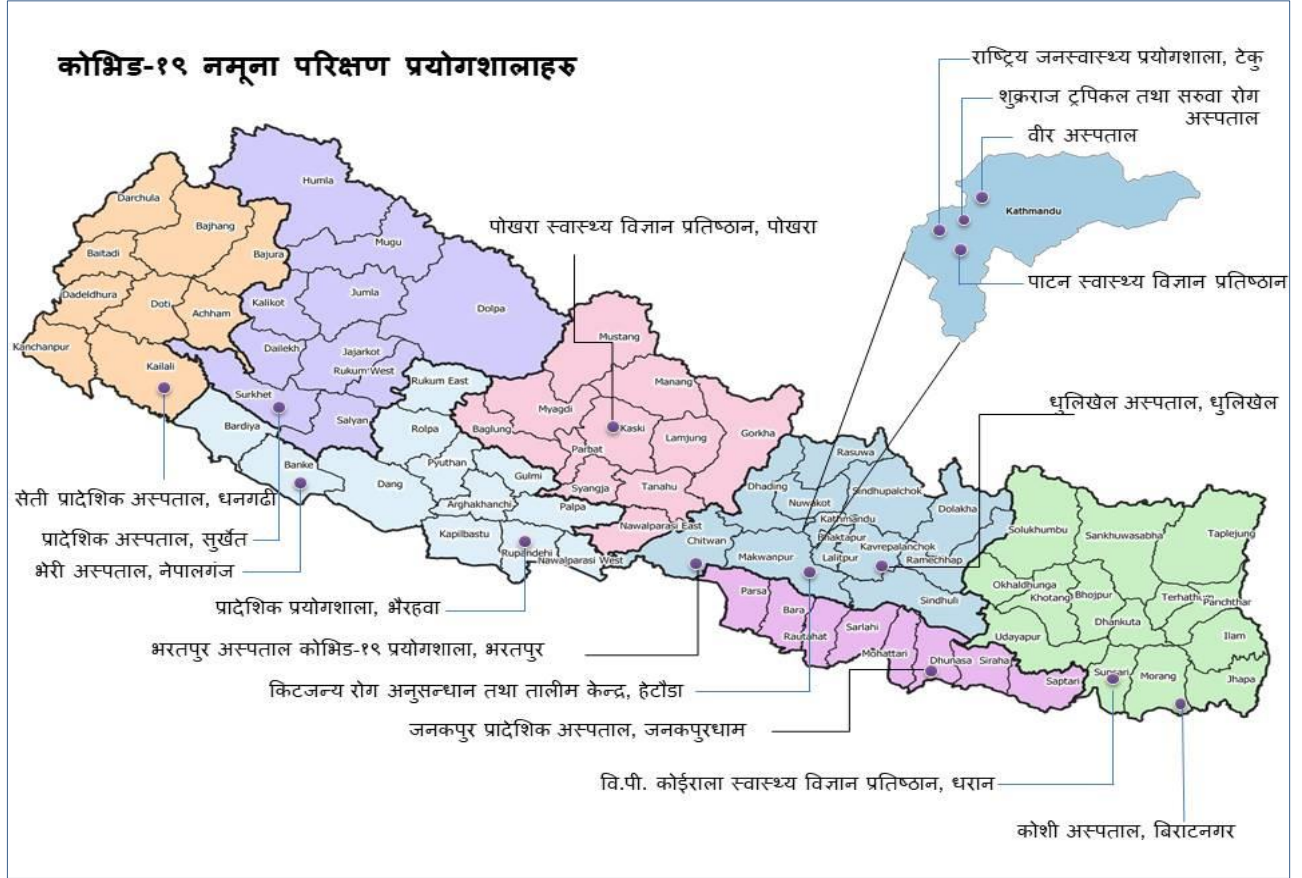 कोभिड-१९ नमूना परिक्षण प्रयोगशालाहरु
राष्ट्रिय जनस्वास्थ्य प्रयोगशाला, टेकु
शुक्रराज ट्रपिकल तथा सरुवा रोग
अस्पताल
वीर अस्पताल
Kathmandu
पाटन स्वास्थ्य विज्ञान प्रतिष्ठान
पोखरा स्वास्थ्य विज्ञान प्रतिष्ठान, पोखरा
धुलिखेल अस्पताल, धुलिखेल
Humla
Darchula
Bajhang
Mugu
Baitadi
Bajura
Dadeldhura
Doti
Achham
Kalikot
Jumla
Dolpa
Kanchanpur
Kailali
Dailekh
Jajarkot
Rukum West
Surkhet
Salyan
Rukum East
Bardiya
Banke
Dang
Rolpa
Pyuthan
Gulmi
Arghakhanchi
Palpa
Kapilbastu
Rupandehi
Nawalparasi West
Mustang
Manang
Myagdi
Baglung
Kaski
Lamjung
Gorkha
Parbat
Syangja
Tanahu
Nawalparasi East
Rasuwa
Dhading
Nuwakot
Sindhupalchok
Dolakha
Kathmandu
Bhaktapur
Chitwan
Makwanpur
Lalitpur
Kavrepalanchok
Ramechhap
Sindhuli
Parsa
Bara
Rautahat
Sarlahi
Mohattari
Dhunasa
Siraha
Saptari
Solukhumbu
Sankhuwasabha
Taplejung
Okhaldhunga
Khotang
Bhojpur
Terhathum
Panchthar
Dhankuta
Udayapur
Ilam
Sunsari
Morang
Jhapa
सेती प्रादेशिक अस्पताल, धनगढी
प्रादेशिक अस्पताल, सुर्खेत
भेरी अस्पताल, नेपालगंज
प्रादेशिक प्रयोगशाला, भैरहवा
भरतपुर अस्पताल कोभिड-१९ प्रयोगशाला, भरतपुर
किटजन्य रोग अनुसन्धान तथा तालीम केन्द्र, हेटौडा
जनकपुर प्रादेशिक अस्पताल, जनकपुरधाम
वि.पी. कोईराला स्वास्थ्य विज्ञान प्रतिष्ठान, धरान
कोशी अस्पताल, बिराटनगर